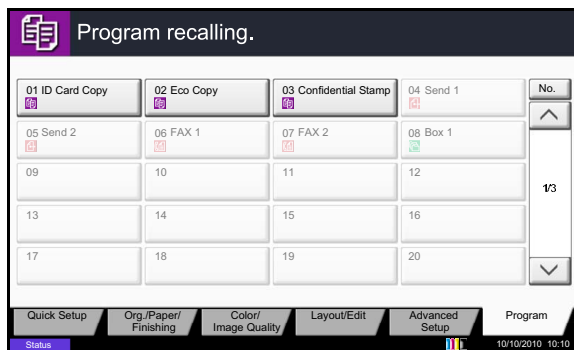 Program recalling.
01 ID Card Copy
02 Eco Copy
03 Confidential Stamp
04 Send 1
No.
05 Send 2
06 FAX 1
07 FAX 2
08 Box 1
09
10
11
12
1/3
13
14
15
16
17
18
19
20
Quick Setup
Org./Paper/
Finishing
Color/
Image Quality
Layout/Edit
Advanced
Setup
Program
Status
10/10/2010 10:10